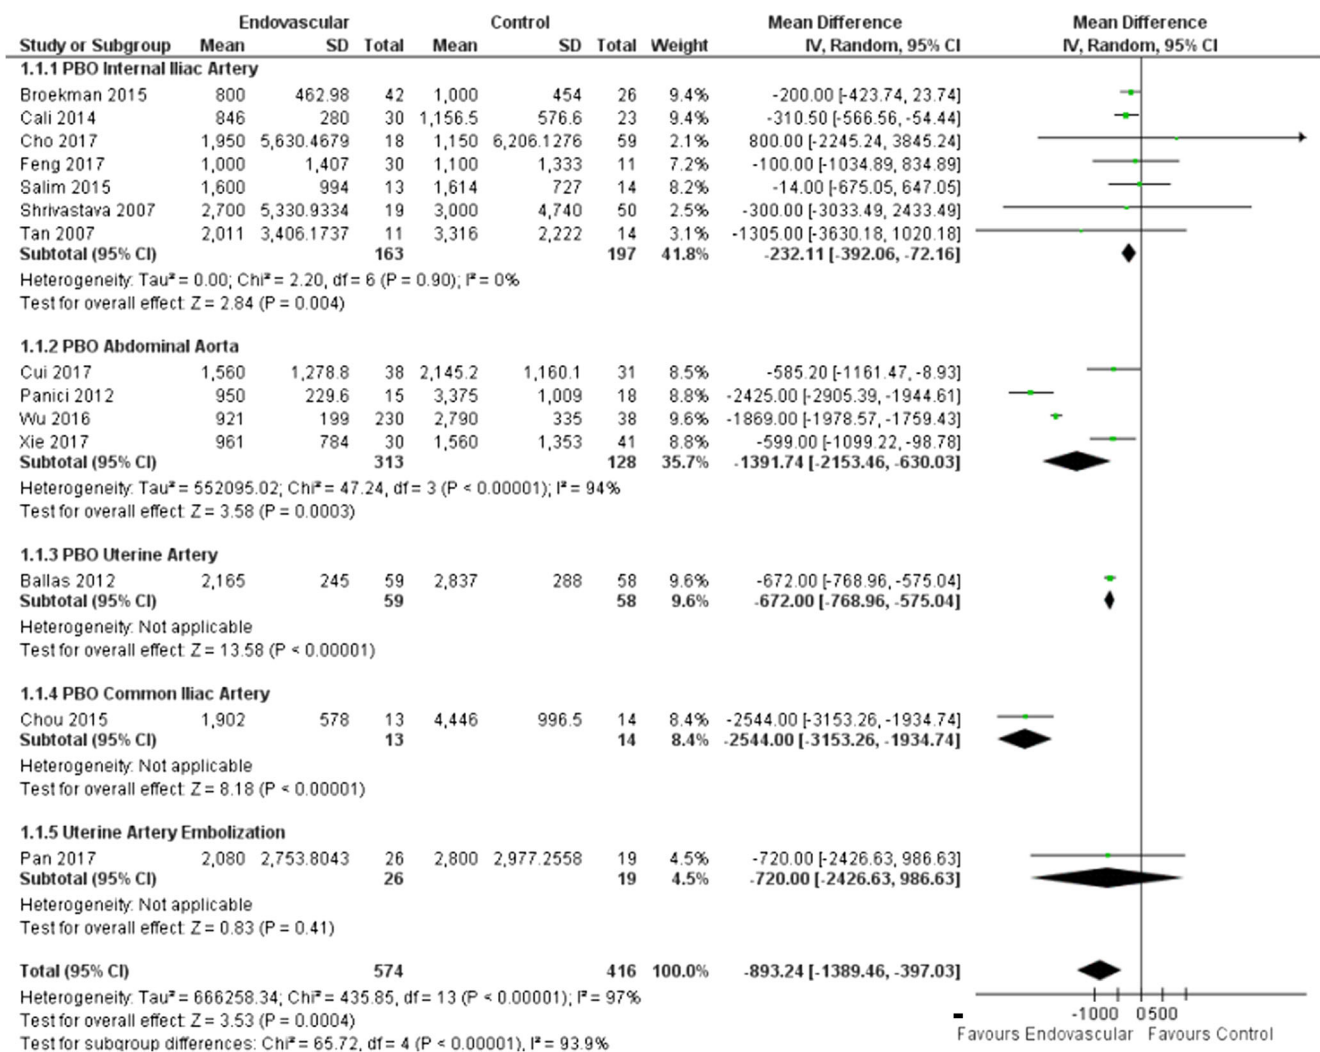 Endovascular Control Mean Difference Mean Difference
Study or Subgroup Mean SD Total Mean SD Total Weight IV, Random, 95% CI IV, Random, 95% CI
1.1.1 PBO Internal Iliac Artery
Broekman 2015 800 462.98 42 1,000 454 26 9.4% -200.00 [-423.74, 23.74]
Cali 2014 846 280 30 1,156.5 576.6 23 9.4% -310.50 [-566.56, -54.44]
Cho 2017 1,950 5,630.4679 18 1,150 6,206.1276 59 2.1% 800.00 [-2245.24, 3845.24]
Feng 2017 1,000 1,407 30 1,100 1,333 11 7.2% -100.00 [-1034.89, 834.89]
Salim 2015 1,600 994 13 1,614 727 14 8.2% -14.00 [-675.05, 647.05]
Shrivastava 2007 2,700 5,330.9334 19 3,000 4,740 50 2.5% -300.00 [-3033.49, 2433.49]
Tan 2007 2,011 3,406.1737 11 3,316 2,222 14 3.1% -1305.00 [-3630.18, 1020.18]
Subtotal (95% CI) 163 197 41.8% -232.11 [-392.06, -72.16]
Heterogeneity: Tau² = 0.00; Chi² = 2.20, df = 6 (P = 0.90); I² = 0%
Test for overall effect: Z = 2.84 (P = 0.004)
1.1.2 PBO Abdominal Aorta
Cui 2017 1,560 1,278.8 38 2,145.2 1,160.1 31 8.5% -585.20 [-1161.47, -8.93]
Panici 2012 950 229.6 15 3,375 1,009 18 8.8% -2425.00 [-2905.39, -1944.61]
Wu 2016 921 199 230 2,790 335 38 9.6% -1869.00 [-1978.57, -1759.43]
Xie 2017 961 784 30 1,560 1,353 41 8.8% -599.00 [-1099.22, -98.78]
Subtotal (95% CI) 313 128 35.7% -1391.74 [-2153.46, -630.03]
Heterogeneity: Tau² = 552095.02; Chi² = 47.24, df = 3 (P < 0.00001); I² = 94%
Test for overall effect: Z = 3.58 (P = 0.0003)
1.1.3 PBO Uterine Artery
Ballas 2012 2,165 245 59 2,837 288 58 9.6% -672.00 [-768.96, -575.04]
Subtotal (95% CI) 59 58 9.6% -672.00 [-768.96, -575.04]
Heterogeneity: Not applicable
Test for overall effect: Z = 13.58 (P < 0.00001)
1.1.4 PBO Common Iliac Artery
Chou 2015 1,902 578 13 4,446 996.5 14 8.4% -2544.00 [-3153.26, -1934.74]
Subtotal (95% CI) 13 14 8.4% -2544.00 [-3153.26, -1934.74]
Heterogeneity: Not applicable
Test for overall effect: Z = 8.18 (P < 0.00001)
1.1.5 Uterine Artery Embolization
Pan 2017 2,080 2,753.8043 26 2,800 2,977.2558 19 4.5% -720.00 [-2426.63, 986.63]
Subtotal (95% CI) 26 19 4.5% -720.00 [-2426.63, 986.63]
Heterogeneity: Not applicable
Test for overall effect: Z = 0.83 (P = 0.41)
Total (95% CI) 574 416 100.0% -893.24 [-1389.46, -397.03]
Heterogeneity: Tau² = 666258.34; Chi² = 435.85, df = 13 (P < 0.00001); I² = 97%
Test for overall effect: Z = 3.53 (P = 0.0004)
Test for subgroup differences: Chi² = 65.72, df = 4 (P < 0.00001), I² = 93.9%
-1000 0 500
Favours Endovascular Favours Control